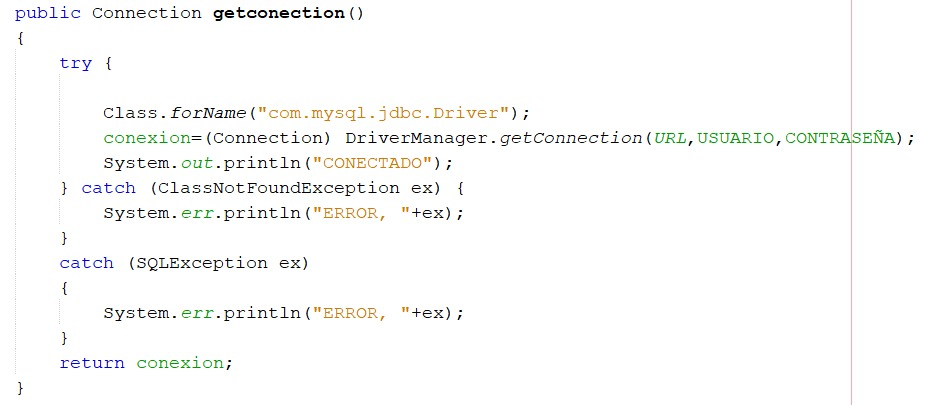 public Connection getconection()
{
try {
Class.forName("com.mysql.jdbc.Driver");
conexion=(Connection) DriverManager.getConnection(URL,USUARIO,CONTRASEÑA);
System.out.println("CONECTADO");
} catch (ClassNotFoundException ex) {
System.err.println("ERROR, "+ex);
}
catch (SQLException ex)
{
System.err.println("ERROR, "+ex);
}
return conexion;
}